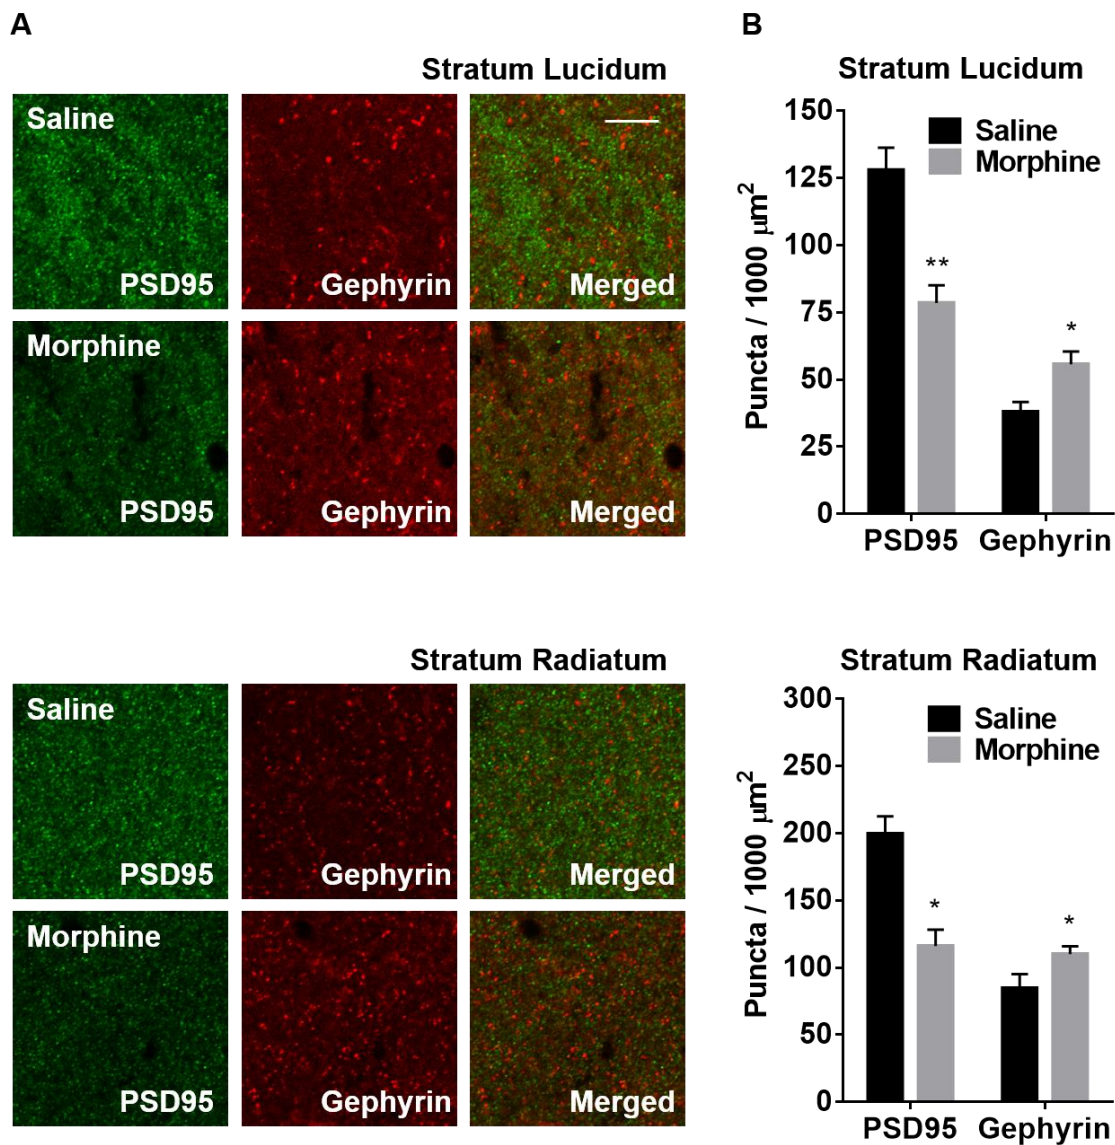 A
Stratum Lucidum
Saline
PSD95
Gephyrin
Merged
Morphine
PSD95
Gephyrin
Merged
Stratum Radiatum
Saline
PSD95
Gephyrin
Merged
Morphine
PSD95
Gephyrin
Merged
B
Stratum Lucidum
Saline
Morphine
Puncta / 1000 μm²
150
125
100
75
50
25
0
**
*
PSD95 Gephyrin
Stratum Radiatum
Saline
Morphine
Puncta / 1000 μm²
300
250
200
150
100
50
0
*
*
PSD95 Gephyrin